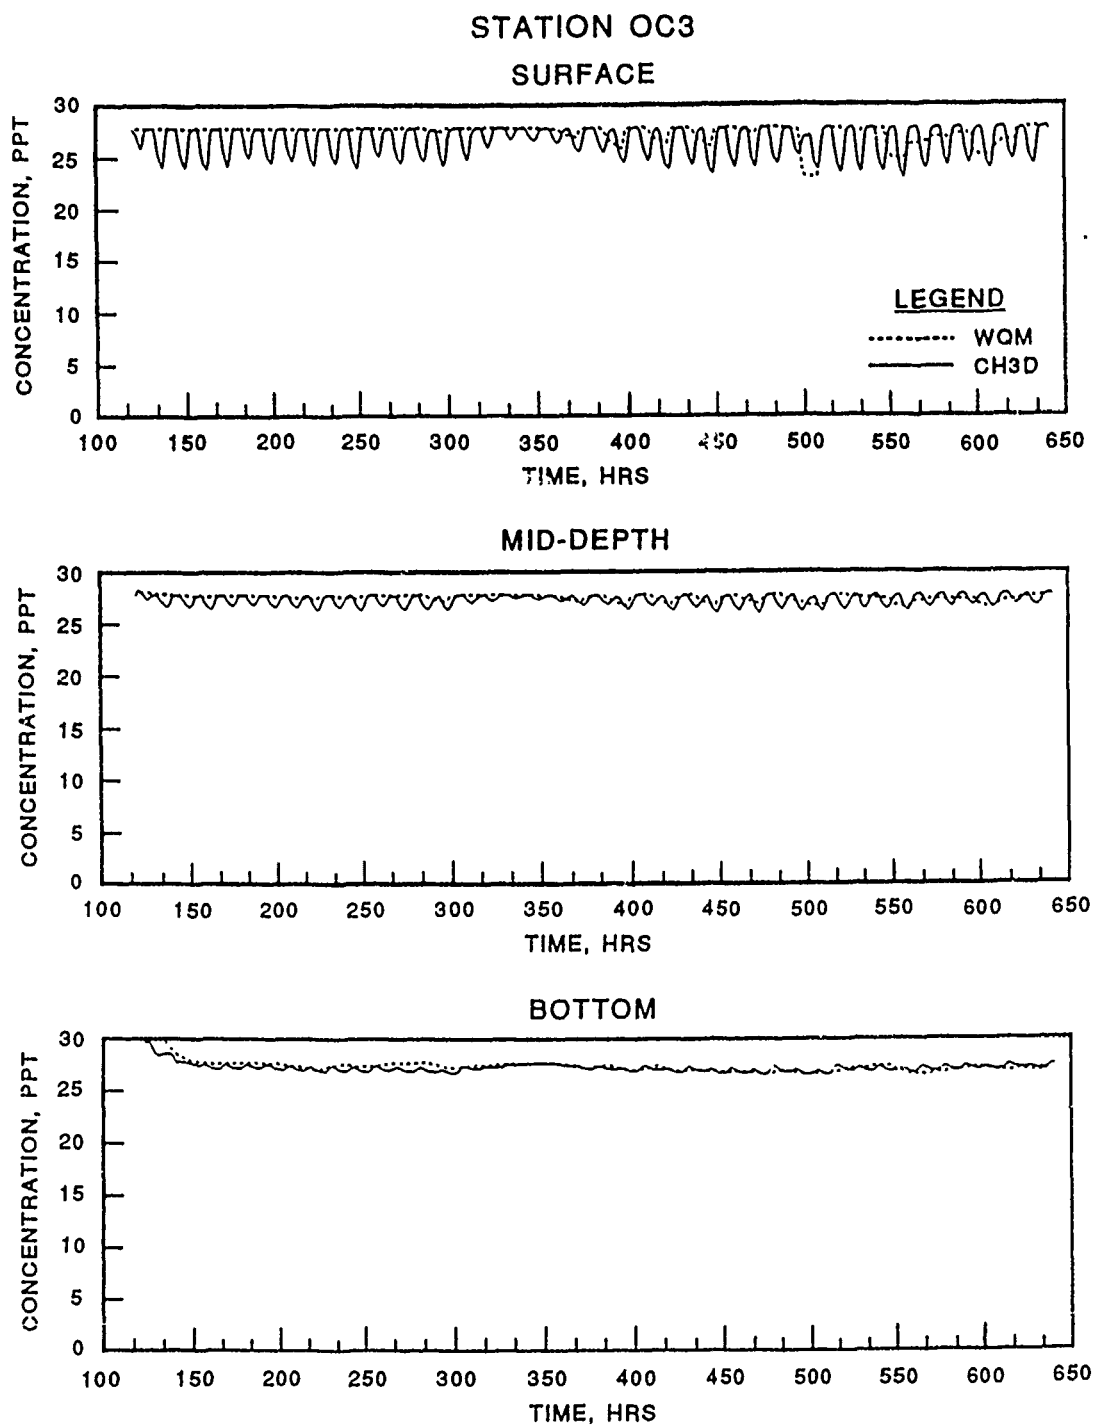 STATION OC3
SURFACE
CONCENTRATION, PPT
30
25
20
15
10
5
0
LEGEND
WQM
CH3D
100 150 200 250 300 350 400 450 500 550 600 650
TIME, HRS
MID-DEPTH
CONCENTRATION, PPT
30
25
20
15
10
5
0
100 150 200 250 300 350 400 450 500 550 600 650
TIME, HRS
BOTTOM
CONCENTRATION, PPT
30
25
20
15
10
5
0
100 150 200 250 300 350 400 450 500 550 600 650
TIME, HRS